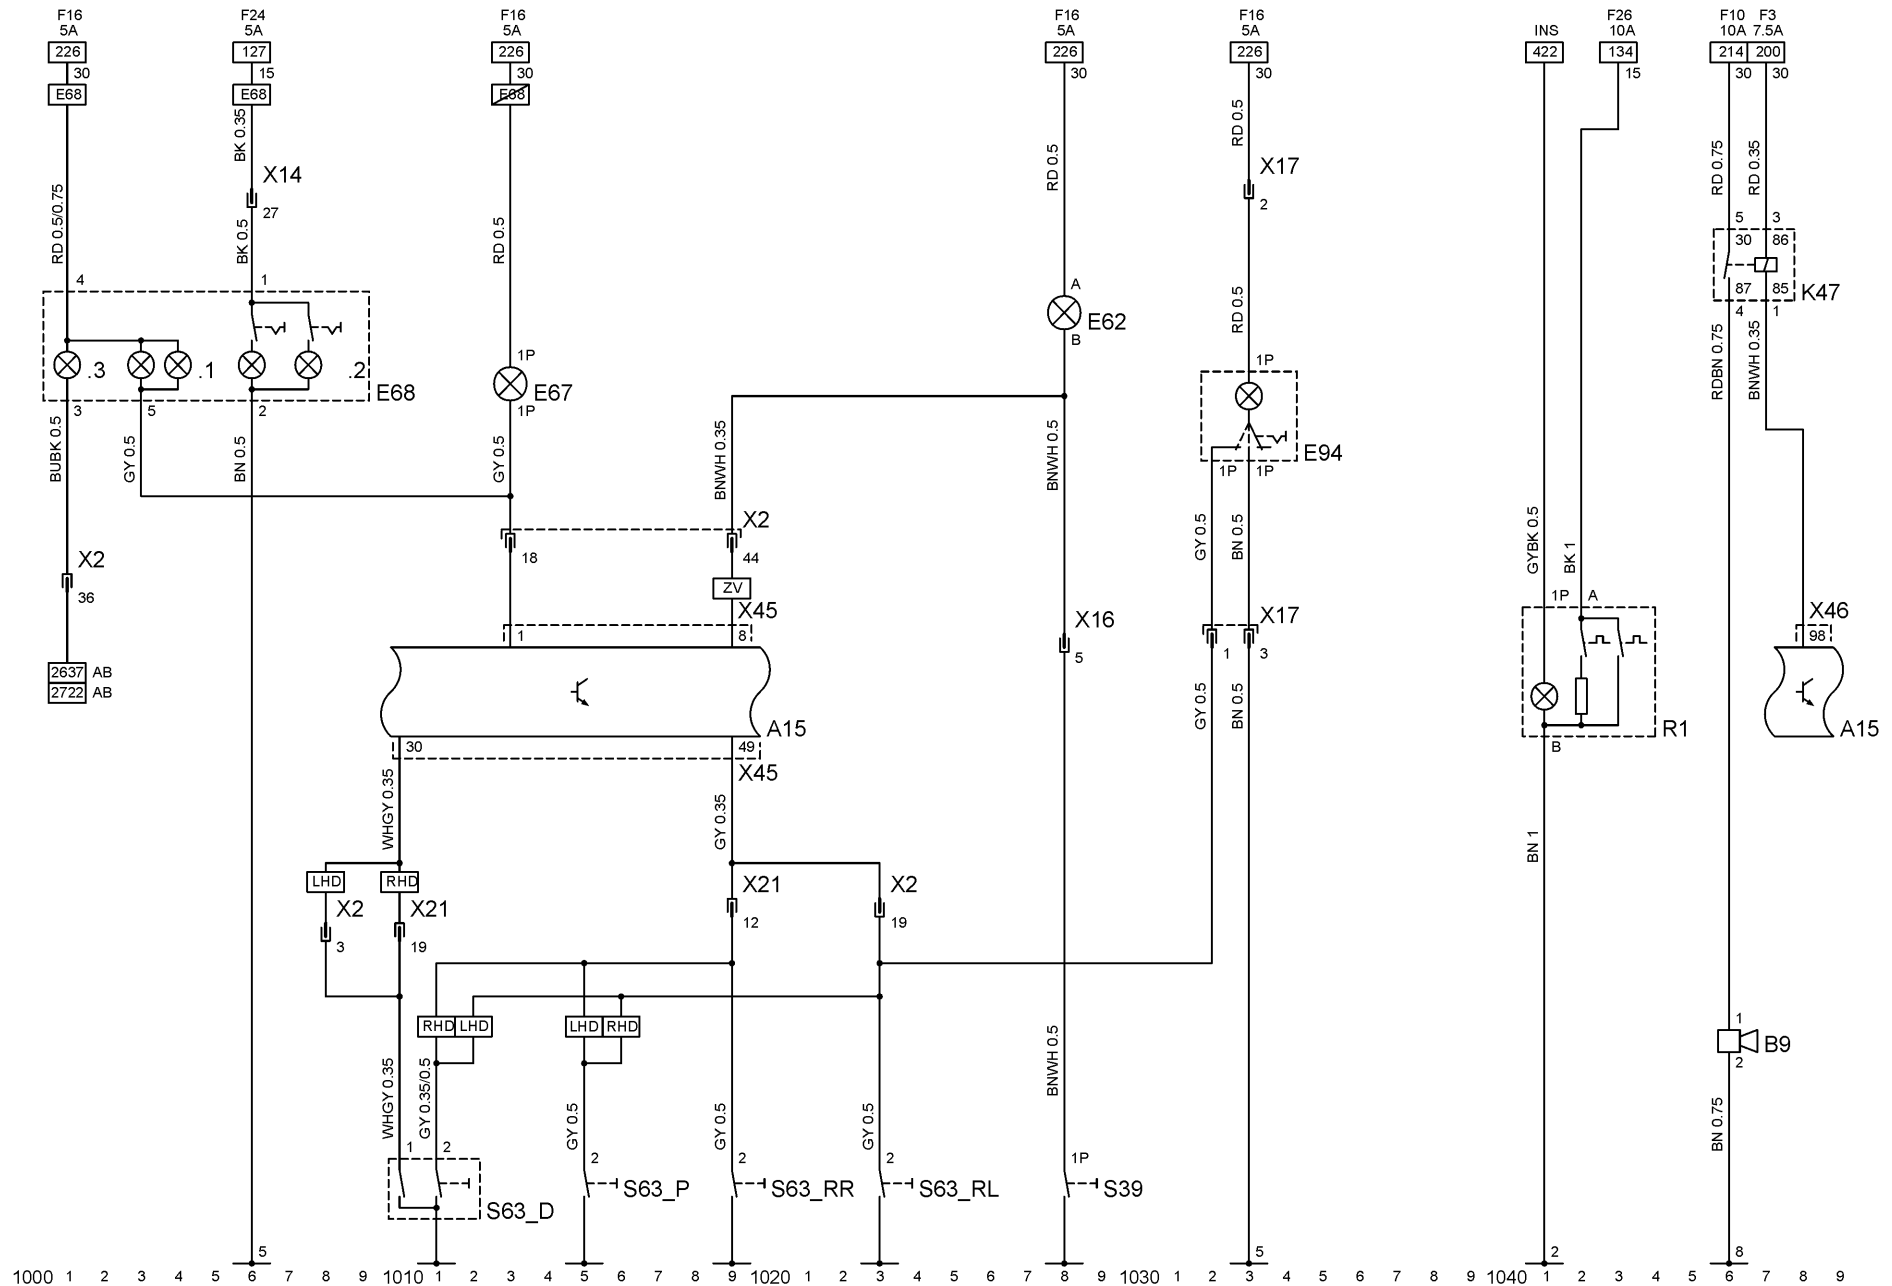 F16 F24 F16 F16 F16 F26 F10 F3
5A 5A 5A 5A 5A INS 10A 10A 7.5A
226 127 226 226 226 422 134 214 200
30 15 30 30 30 15 30 30
E68 E68 E68
BK 0.35
RD 0.5
RD 0.5
RD 0.75
RD 0.35
X14
27
X17
2
RD 0.5/0.75
BK 0.5
RD 0.5
RD 0.5
5 3
30 86
87 85
K47
4 1
4 1
A
E62
B
.3 .1 .2
E68
1P
E67
1P
1P
E94
1P 1P
3 5 2
BUBK 0.5
GY 0.5
BN 0.5
GY 0.5
BNWH 0.35
BNWH 0.5
GY 0.5
BN 0.5
GYBK 0.5
BK 1
RDBN 0.75
BNWH 0.35
X2
18 44
ZV
X2
36
X45
1 8
X16
5
X17
1 3
1P A
X46
98
2637 AB
2722 AB
A15
GY 0.5
BN 0.5
R1
B
A15
30 49
X45
WHGY 0.35
GY 0.35
BN 1
LHD RHD
X2 X21
3 19
X21
12
X2
19
RHD LHD
LHD RHD
WHGY 0.35
GY 0.35/0.5
GY 0.5
GY 0.5
GY 0.5
BNWH 0.5
1
B9
2
BN 0.75
1 2 2 2 2 1P
S63_D
S63_P
S63_RR
S63_RL
S39
5 5 2 8
1000 1 2 3 4 5 6 7 8 9 1010 1 2 3 4 5 6 7 8 9 1020 1 2 3 4 5 6 7 8 9 1030 1 2 3 4 5 6 7 8 9 1040 1 2 3 4 5 6 7 8 9